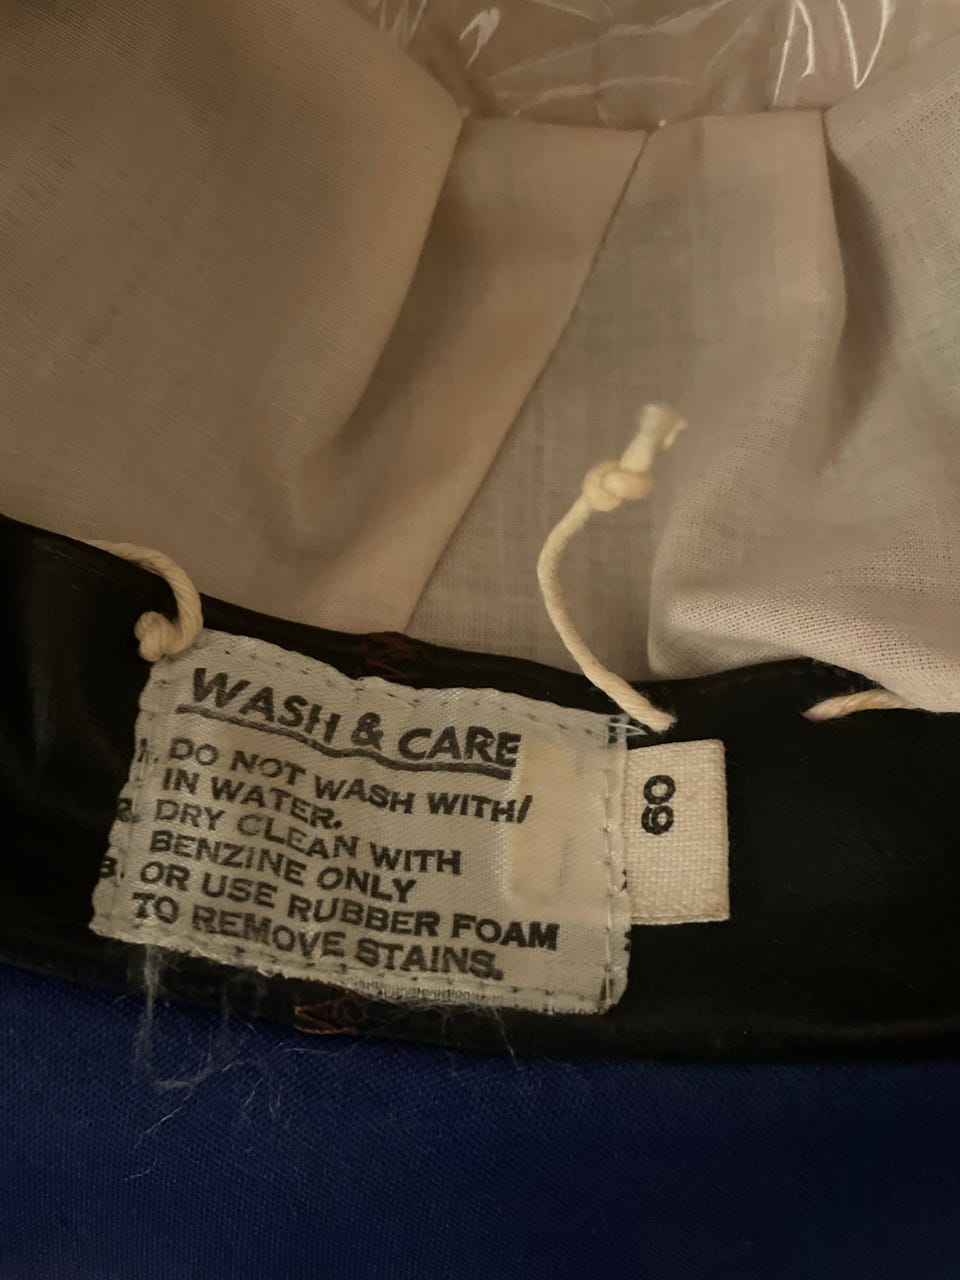 WASH & CARE
1. DO NOT WASH WITH/
IN WATER.
2. DRY CLEAN WITH
BENZINE ONLY
3. OR USE RUBBER FOAM
TO REMOVE STAINS.
60